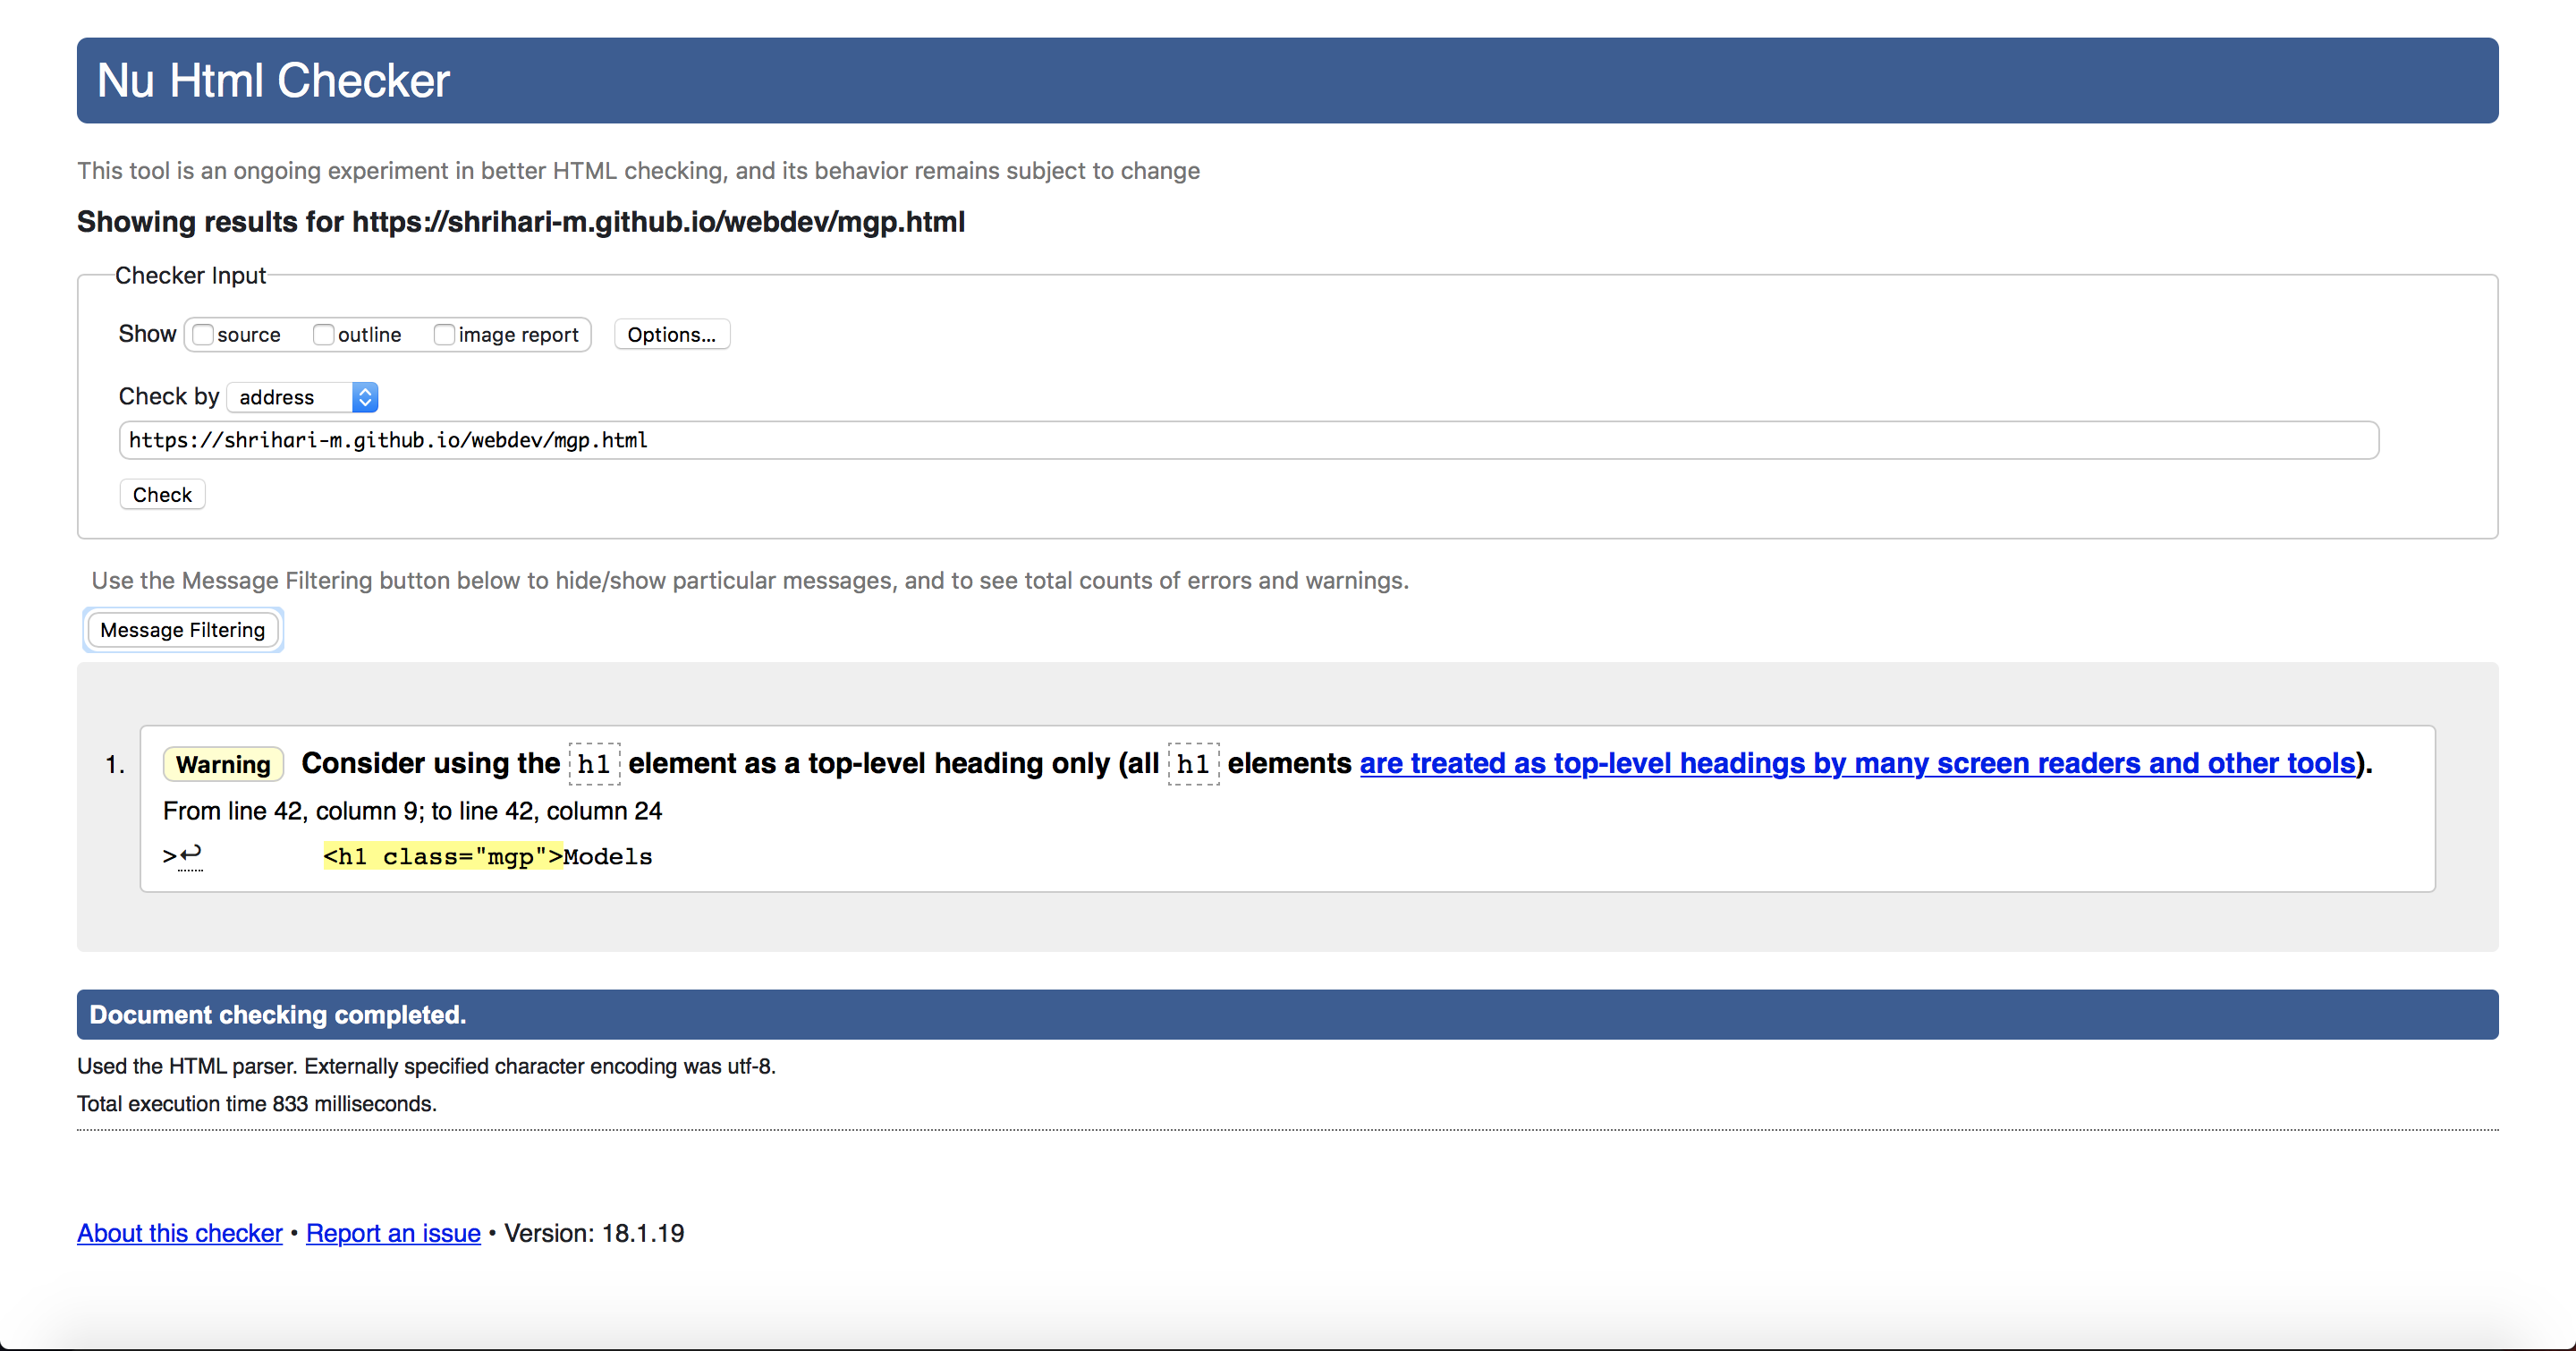 Nu Html Checker
This tool is an ongoing experiment in better HTML checking, and its behavior remains subject to change
Showing results for https://shrihari-m.github.io/webdev/mgp.html
Checker Input
Show source outline image report Options...
Check by address
https://shrihari-m.github.io/webdev/mgp.html
Check
Use the Message Filtering button below to hide/show particular messages, and to see total counts of errors and warnings.
Message Filtering
1. Warning Consider using the h1 element as a top-level heading only (all h1 elements are treated as top-level headings by many screen readers and other tools).
From line 42, column 9; to line 42, column 24
>↩ <h1 class="mgp">Models
Document checking completed.
Used the HTML parser. Externally specified character encoding was utf-8.
Total execution time 833 milliseconds.
About this checker • Report an issue • Version: 18.1.19